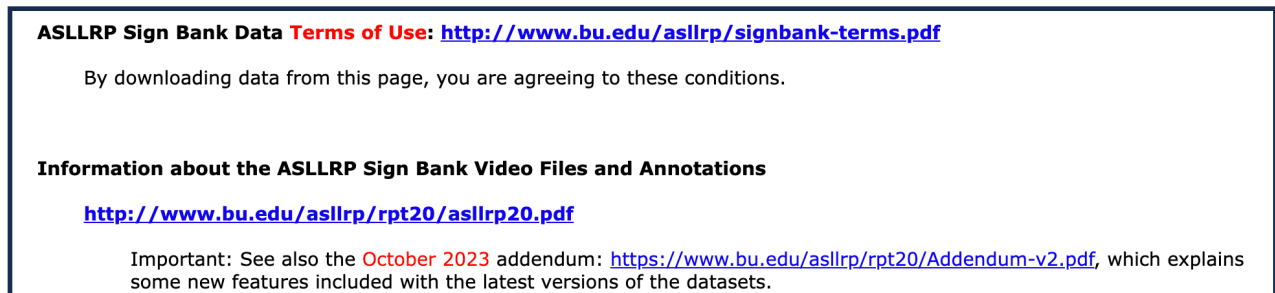 ASLLRP Sign Bank Data Terms of Use: http://www.bu.edu/asllrp/signbank-terms.pdf
By downloading data from this page, you are agreeing to these conditions.
Information about the ASLLRP Sign Bank Video Files and Annotations
http://www.bu.edu/asllrp/rpt20/asllrp20.pdf
Important: See also the October 2023 addendum: https://www.bu.edu/asllrp/rpt20/Addendum-v2.pdf, which explains
some new features included with the latest versions of the datasets.